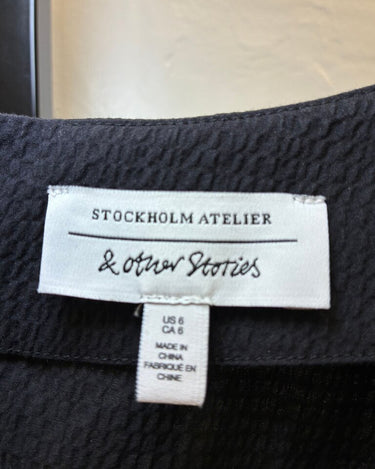 STOCKHOLM ATELIER
& other Stories
US 6
CA 6
MADE IN
CHINA
FABRIQUÉ EN
CHINE